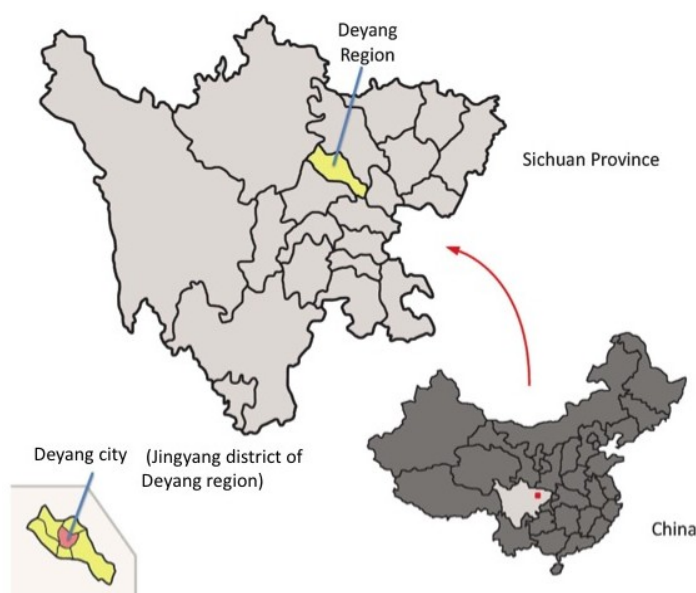 Deyang
Region
Sichuan Province
Deyang city (Jingyang district of
Deyang region)
China